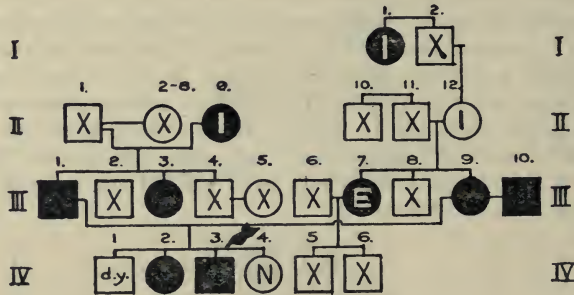 1. 2.
I I X I
1. 2-8. 9. 10. 11. 12.
II X X I X X I II
1. 2. 3. 4. 5. 6. 7. 8. 9. 10.
III X X X X E X III
1 2. 3. 4. 5 6.
IV d.y. N X X IV